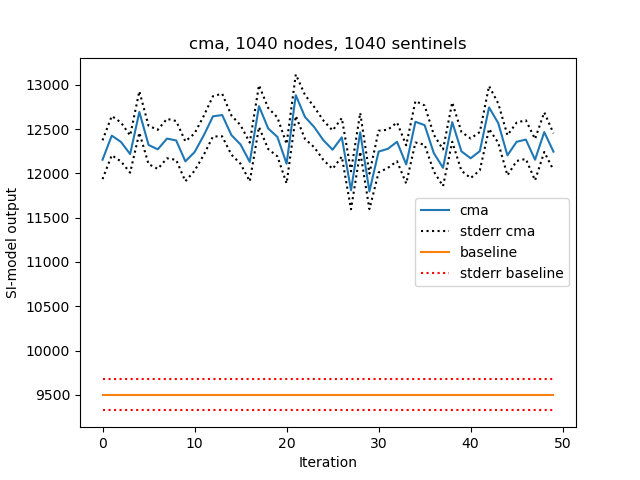 cma, 1040 nodes, 1040 sentinels
SI-model output
13000
12500
12000
11500
11000
10500
10000
9500
cma
stderr cma
baseline
stderr baseline
0 10 20 30 40 50
Iteration